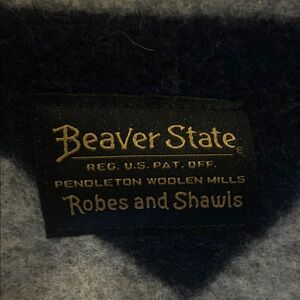 Beaver State
REG. U.S. PAT. OFF.
PENDLETON WOOLEN MILLS
Robes and Shawls